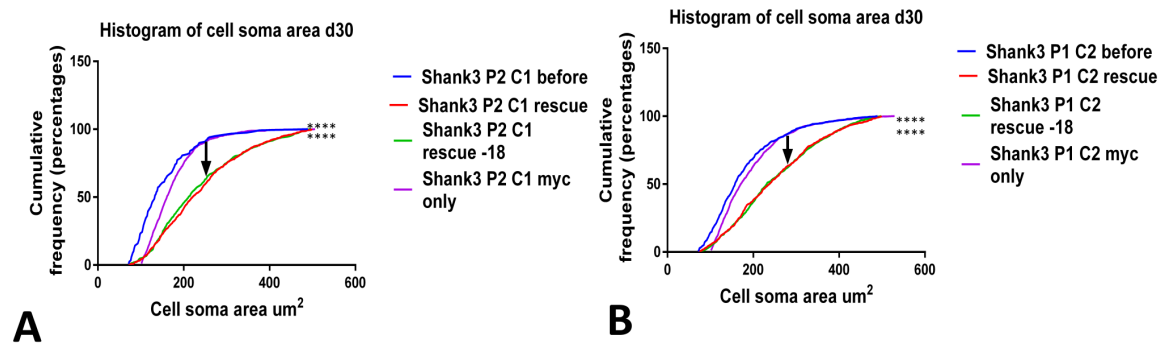 Histogram of cell soma area d30
Cumulative
frequency (percentages)
150
100
50
0
0
200
400
600
Cell soma area um²
****
****
Shank3 P2 C1 before
Shank3 P2 C1 rescue
Shank3 P2 C1
rescue -18
Shank3 P2 C1 myc
only
A
Histogram of cell soma area d30
Cumulative
frequency (percentages)
150
100
50
0
0
200
400
600
Cell soma area um²
****
****
Shank3 P1 C2 before
Shank3 P1 C2 rescue
Shank3 P1 C2
rescue -18
Shank3 P1 C2 myc
only
B